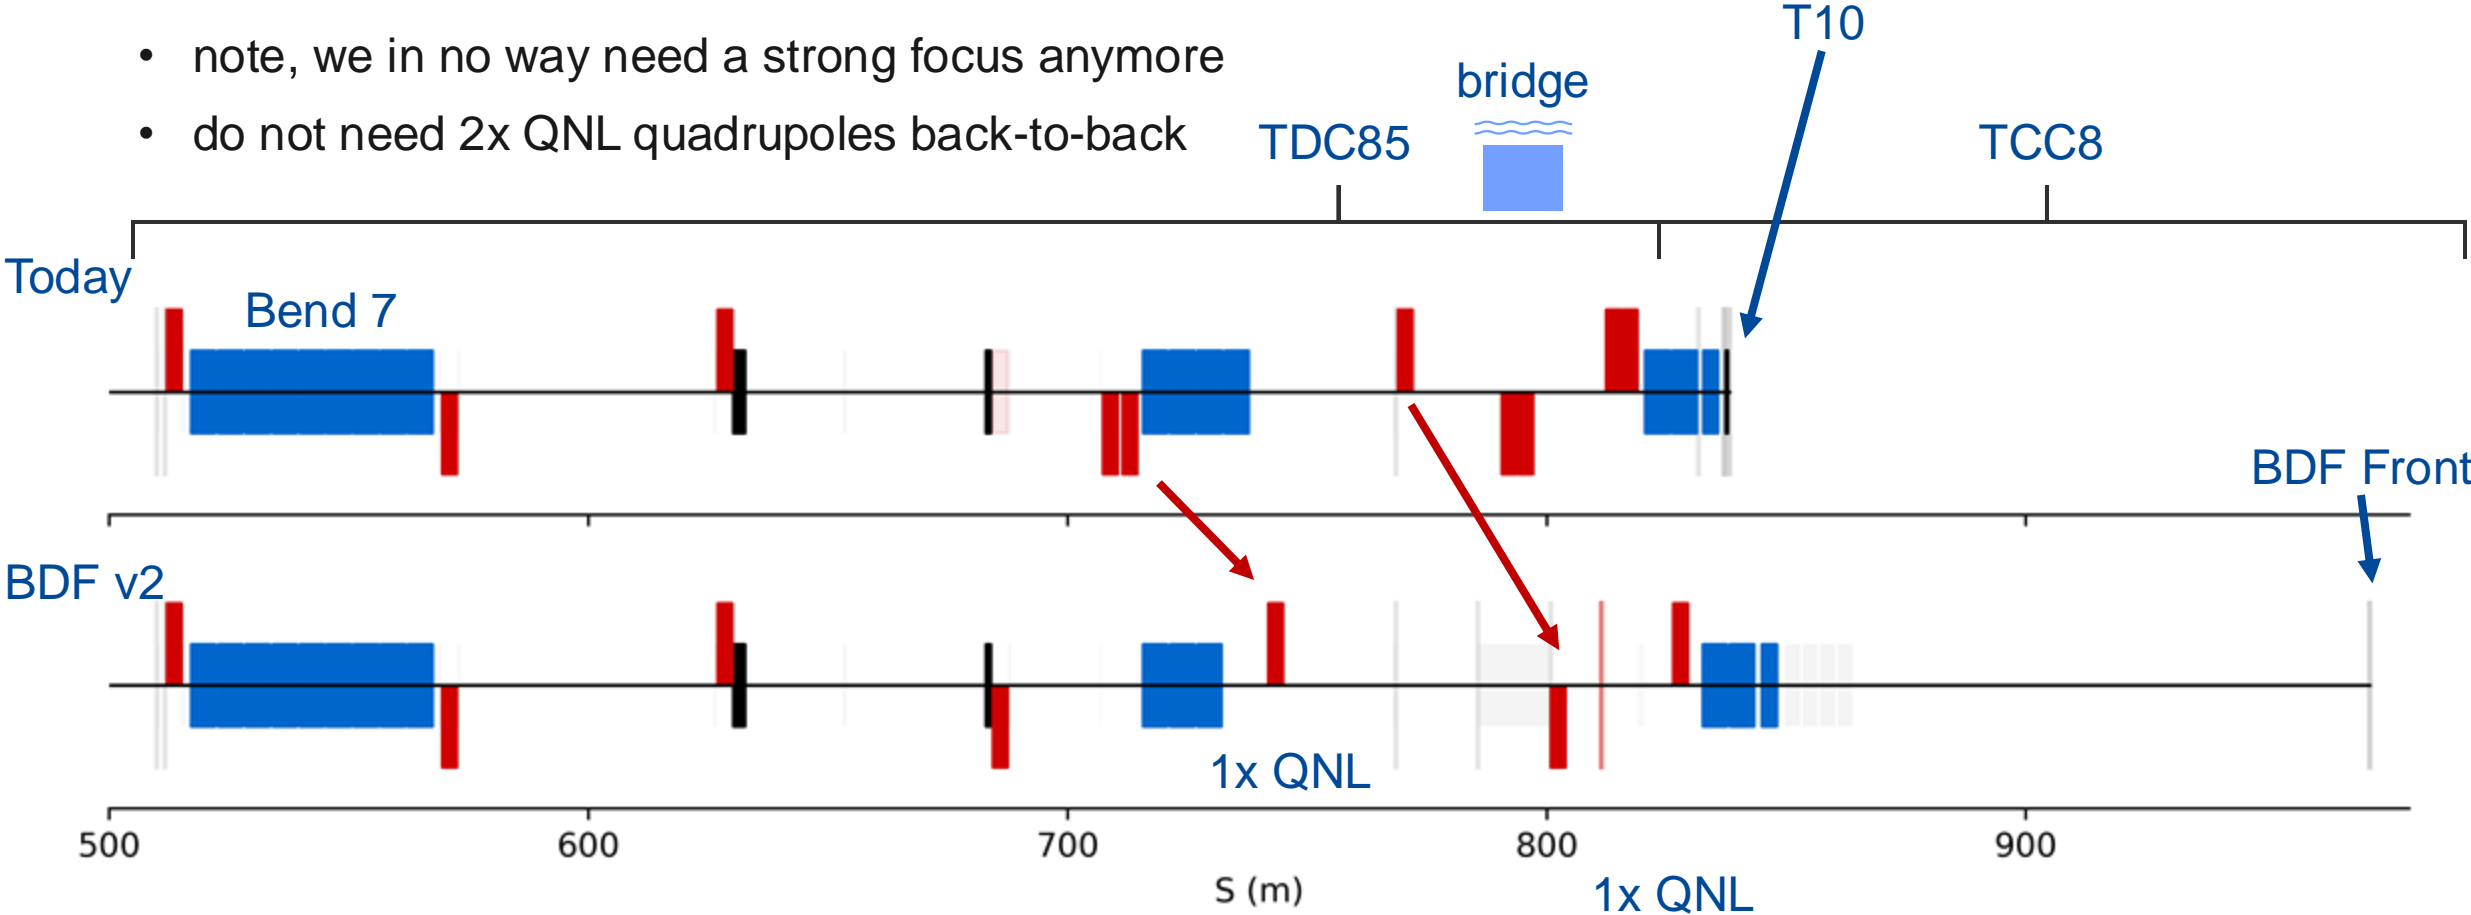 • note, we in no way need a strong focus anymore
• do not need 2x QNL quadrupoles back-to-back
T10
bridge
TDC85
TCC8
Today
Bend 7
BDF Front
BDF v2
1x QNL
500 600 700 800 900
S (m)
1x QNL